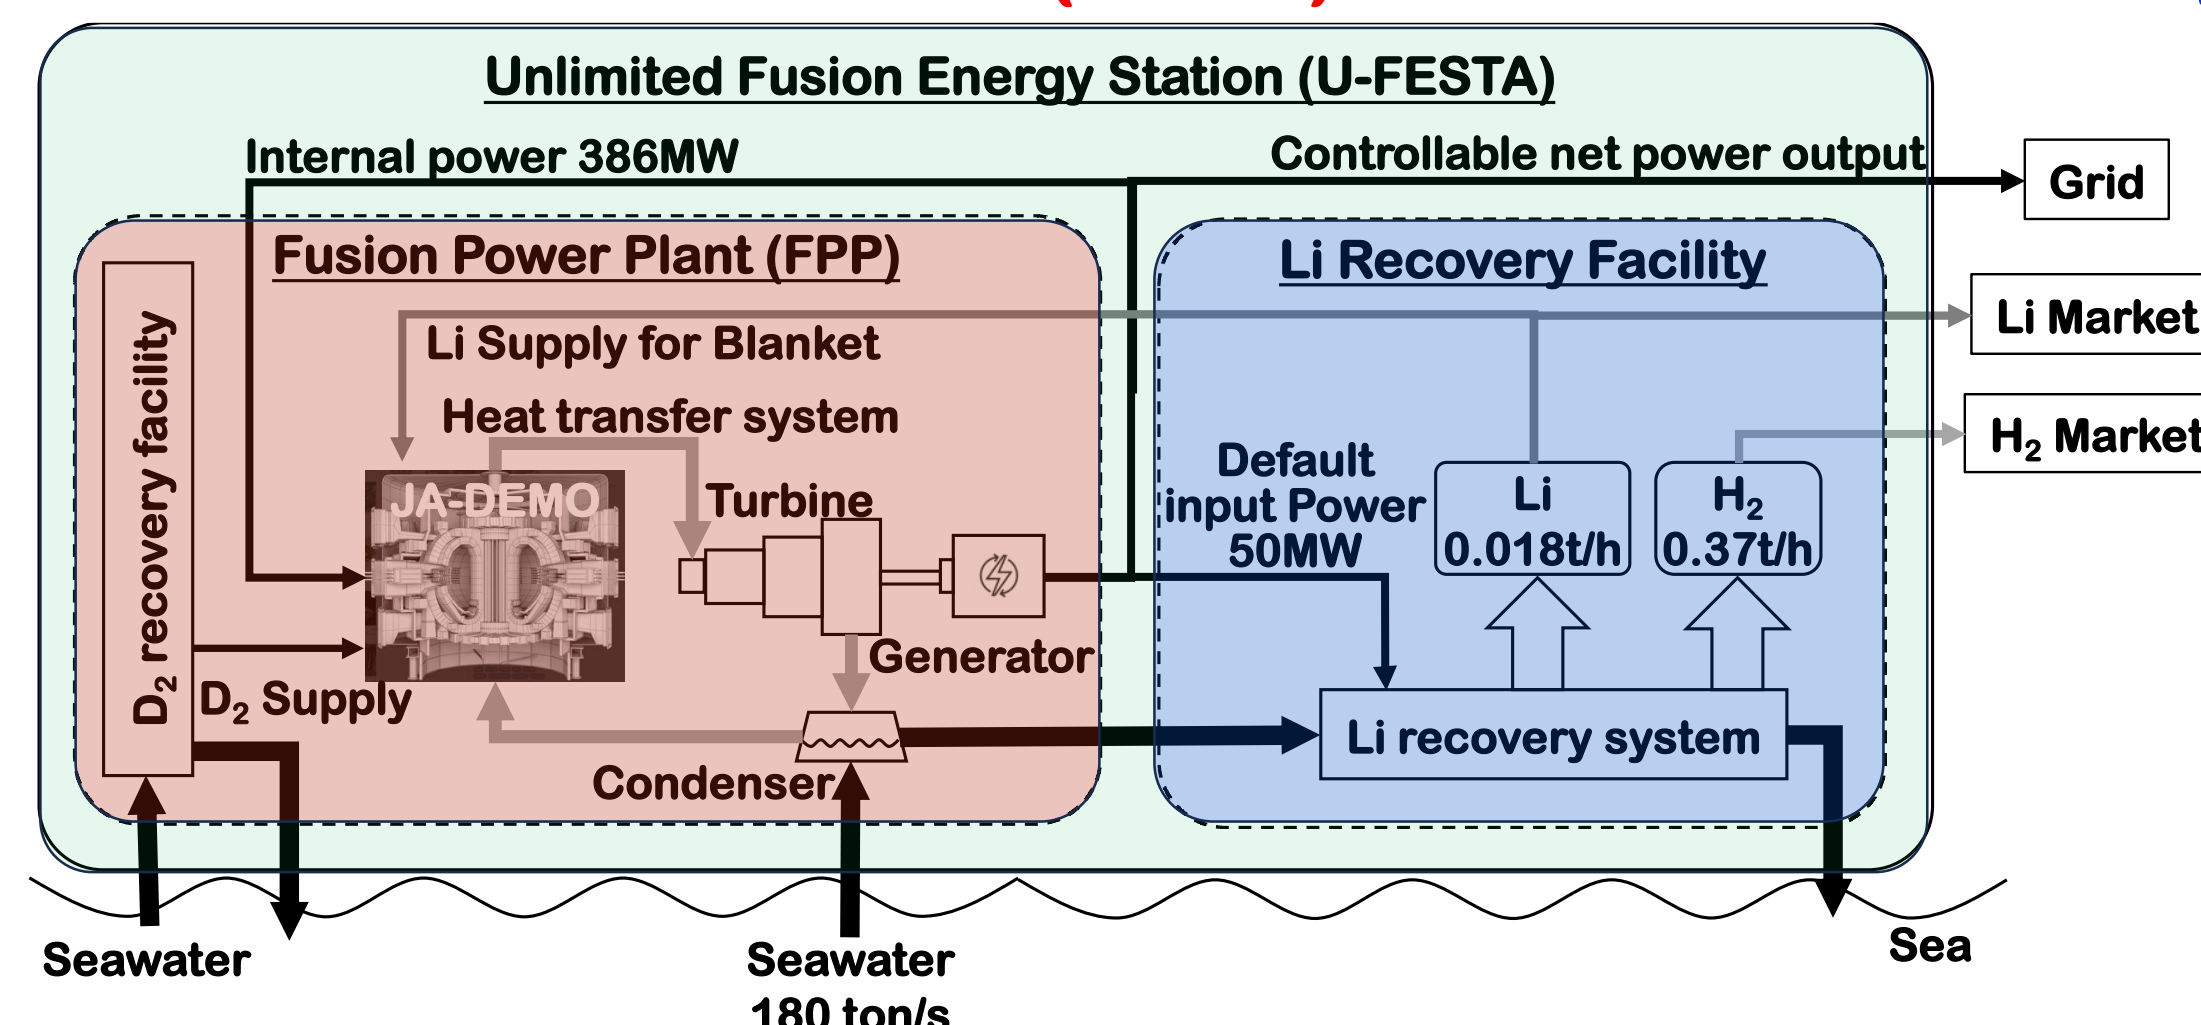 Unlimited Fusion Energy Station (U-FESTA)
Internal power 386MW
Controllable net power output
Grid
Fusion Power Plant (FPP)
Li Recovery Facility
Li Market
Li Supply for Blanket
Heat transfer system
H₂ Market
D₂ recovery facility
JA-DEMO
Turbine
Default
input Power
50MW
Li
0.018t/h
H₂
0.37t/h
Generator
D₂ Supply
Li recovery system
Condenser
Seawater
Seawater
180 ton/s
Sea